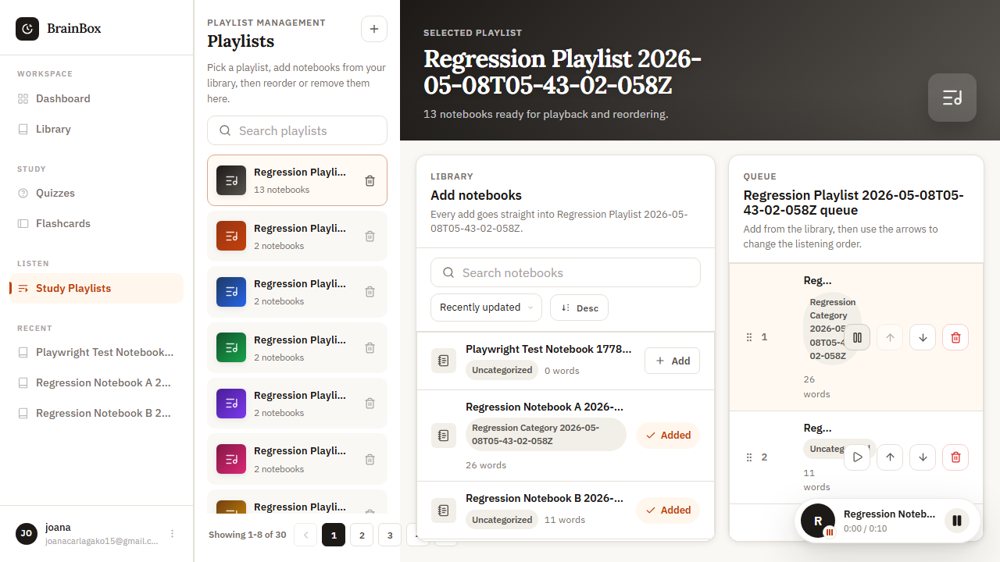 BrainBox
WORKSPACE
Dashboard
Library
STUDY
Quizzes
Flashcards
LISTEN
Study Playlists
RECENT
Playwright Test Notebook...
Regression Notebook A 2...
Regression Notebook B 2...
JO
joana
joanacarlagako15@gmail.c...
PLAYLIST MANAGEMENT
Playlists
Pick a playlist, add notebooks from your
library, then reorder or remove them
here.
Search playlists
Regression Playli...
13 notebooks
Regression Playli...
2 notebooks
Regression Playli...
2 notebooks
Regression Playli...
2 notebooks
Regression Playli...
2 notebooks
Regression Playli...
2 notebooks
Regression Playli...
Showing 1-8 of 30
1
2
3
SELECTED PLAYLIST
Regression Playlist 2026-
05-08T05-43-02-058Z
13 notebooks ready for playback and reordering.
LIBRARY
Add notebooks
Every add goes straight into Regression Playlist 2026-05-
08T05-43-02-058Z.
Search notebooks
Recently updated
Desc
Playwright Test Notebook 1778...
Uncategorized
0 words
Add
Regression Notebook A 2026-...
Regression Category 2026-05-
08T05-43-02-058Z
26 words
Added
Regression Notebook B 2026-...
Uncategorized
11 words
Added
QUEUE
Regression Playlist 2026-05-08T05-
43-02-058Z queue
Add from the library, then use the arrows to
change the listening order.
1
Reg...
Regression
Category
2026-05
08T05-4
02-058Z
26
words
2
Reg...
Uncateg
11
words
R
Regression Noteb...
0:00 / 0:10